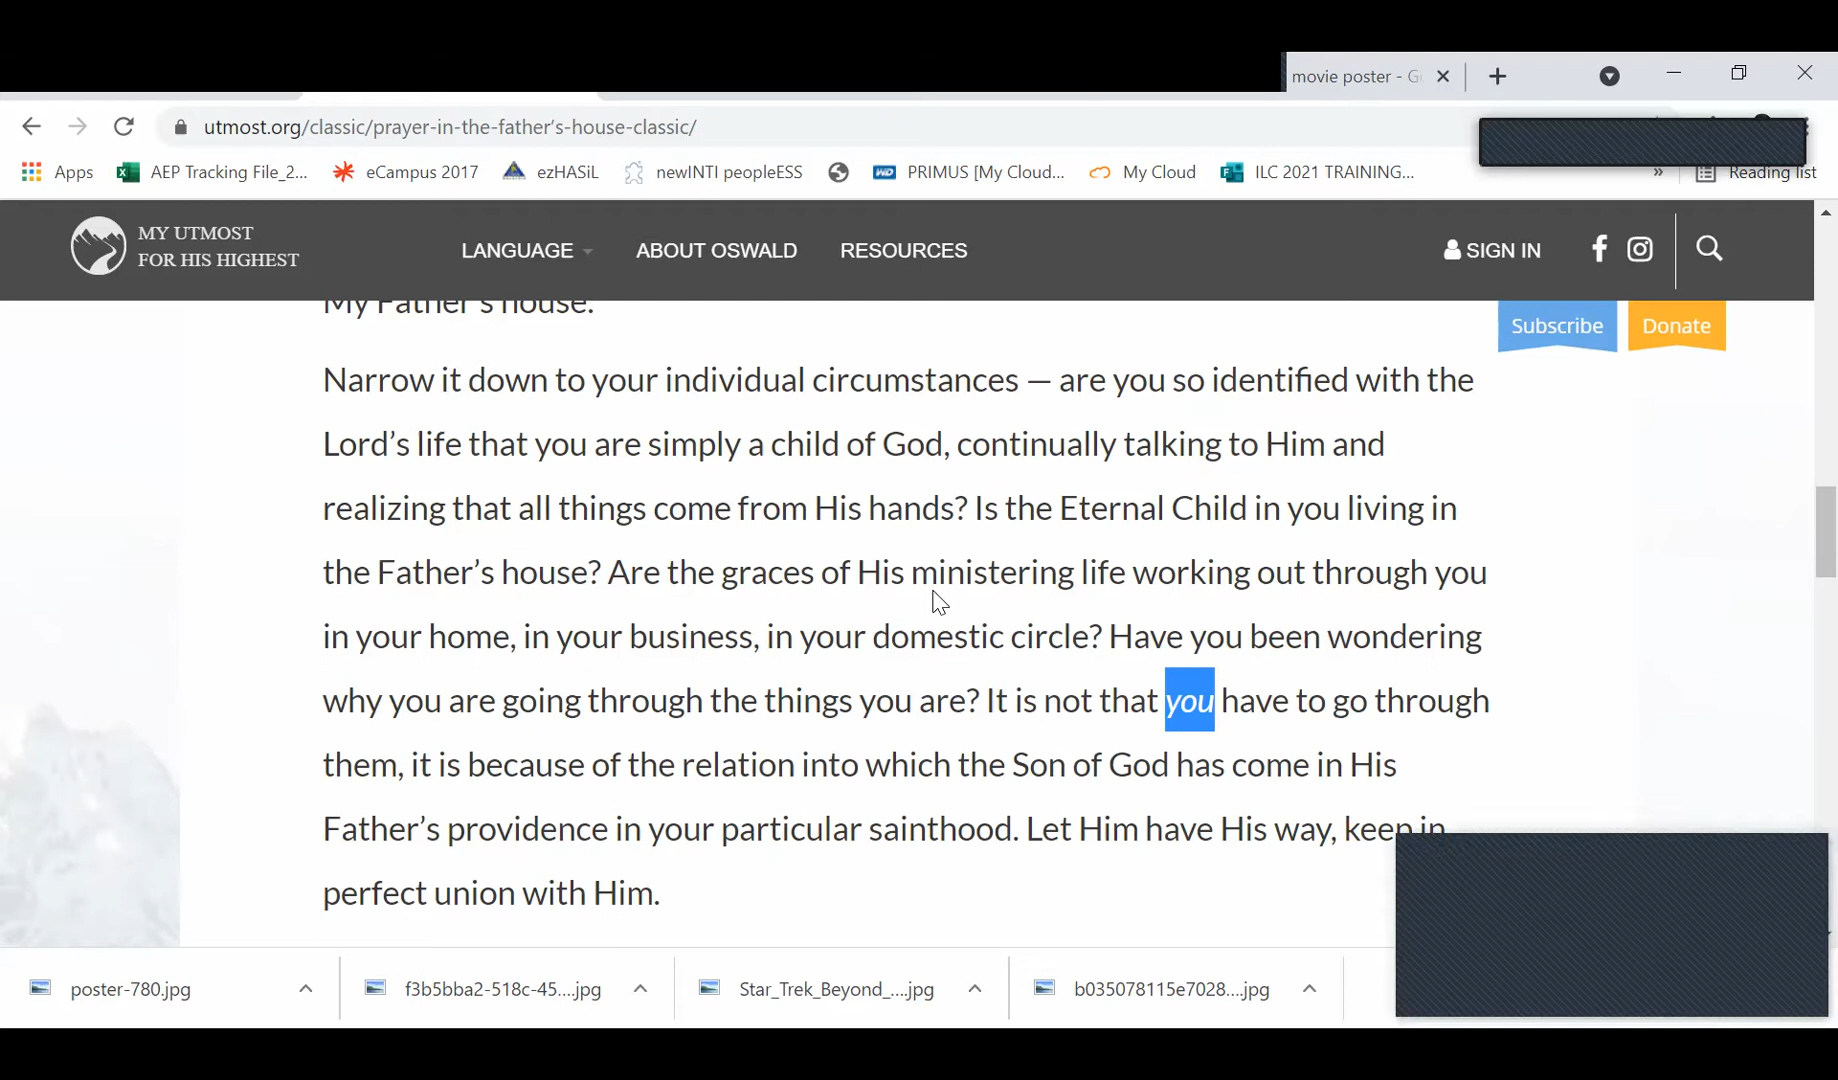 movie poster - G
utmost.org/classic/prayer-in-the-father’s-house-classic/
Apps AEP Tracking File_2... eCampus 2017 ezHASiL newINTI peopleESS PRIMUS [My Cloud... My Cloud ILC 2021 TRAINING... » Reading list
MY UTMOST
FOR HIS HIGHEST
LANGUAGE ABOUT OSWALD RESOURCES SIGN IN
My Father’s house.
Subscribe Donate
Narrow it down to your individual circumstances — are you so identified with the
Lord’s life that you are simply a child of God, continually talking to Him and
realizing that all things come from His hands? Is the Eternal Child in you living in
the Father’s house? Are the graces of His ministering life working out through you
in your home, in your business, in your domestic circle? Have you been wondering
why you are going through the things you are? It is not that you have to go through
them, it is because of the relation into which the Son of God has come in His
Father’s providence in your particular sainthood. Let Him have His way, keep in
perfect union with Him.
poster-780.jpg f3b5bba2-518c-45....jpg Star_Trek_Beyond_....jpg b035078115e7028...jpg